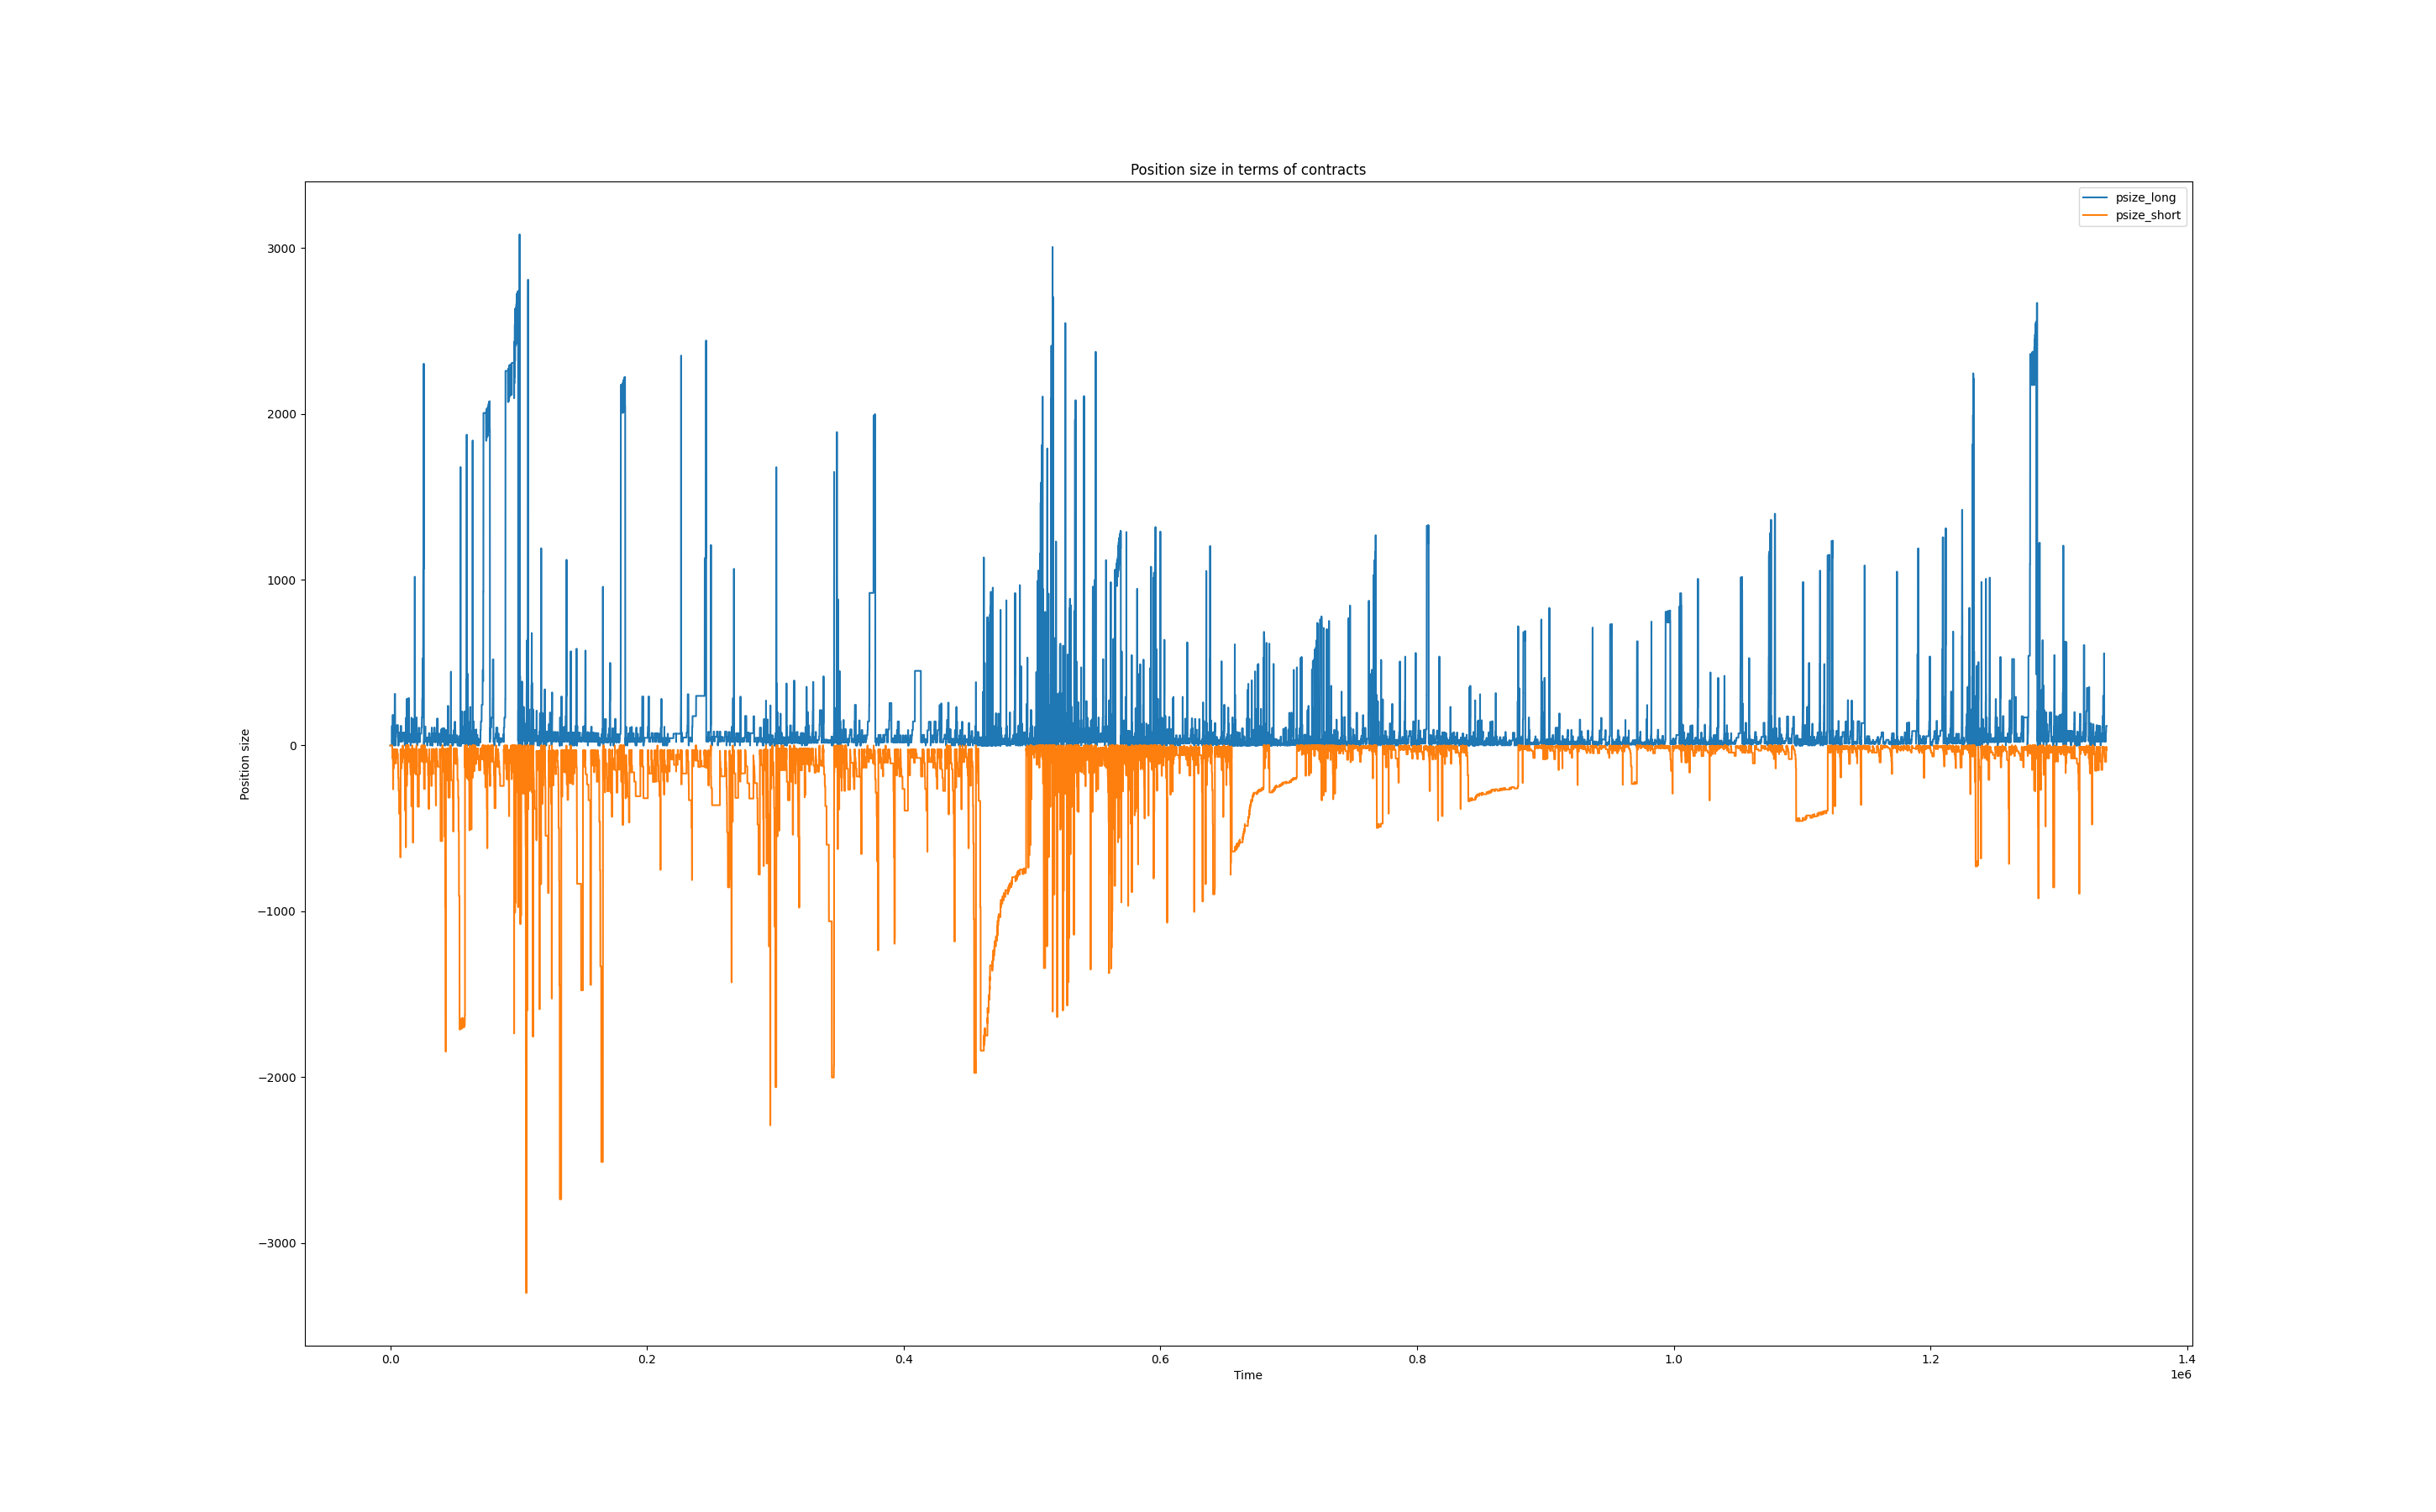 Position size in terms of contracts
psize_long
psize_short
3000
2000
1000
0
−1000
−2000
−3000
Position size
0.0
0.2
0.4
0.6
0.8
1.0
1.2
1.4
1e6
Time